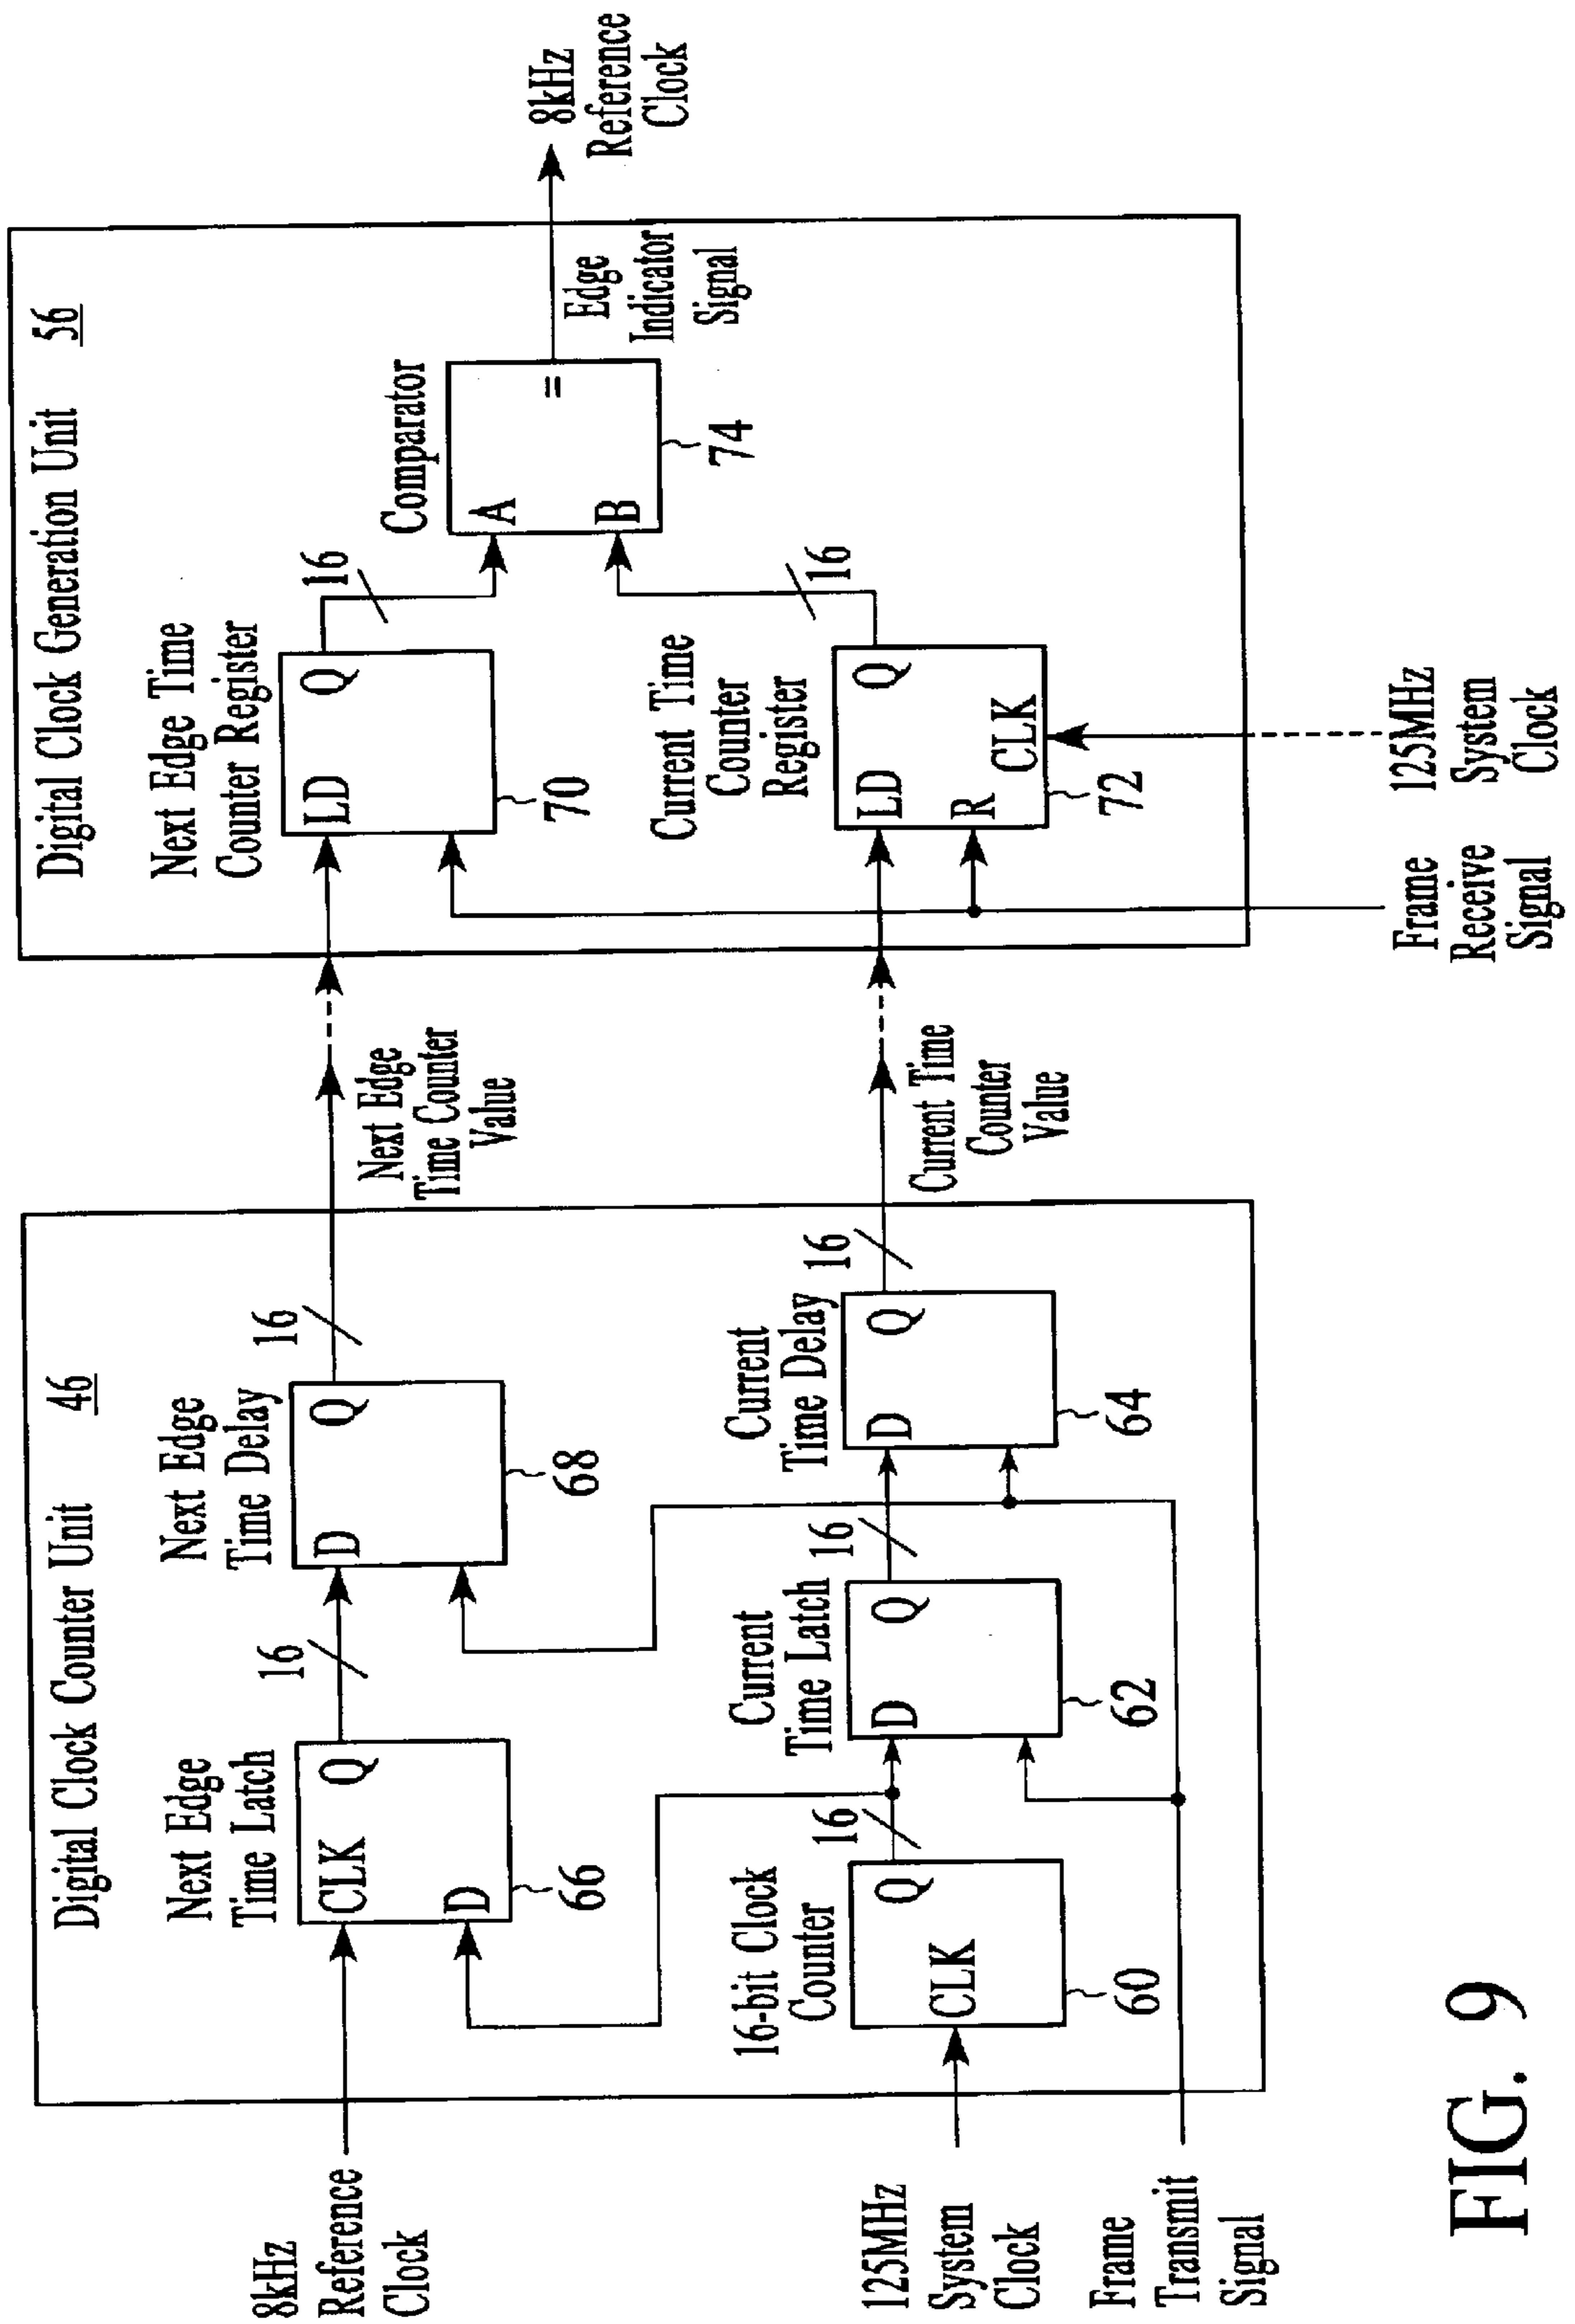 Digital Clock Counter Unit 46
8kHz
Reference
Clock
Next Edge
Time Latch
CLK
Q
D
66
16
Next Edge
Time Delay
D
Q
68
16
Next Edge
Time Counter
Value
125MHz
System
Clock
16-bit Clock
Counter
CLK
Q
60
16
Current
Time Latch
D
Q
62
16
Current
Time Delay
D
Q
64
16
Current Time
Counter
Value
Frame
Transmit
Signal
Digital Clock Generation Unit 56
Next Edge Time
Counter Register
LD
Q
70
16
Current Time
Counter
Register
LD
Q
R
CLK
72
16
Comparator
A
B
=
74
Edge
Indicator
Signal
8kHz
Reference
Clock
Frame
Receive
Signal
125MHz
System
Clock
FIG. 9